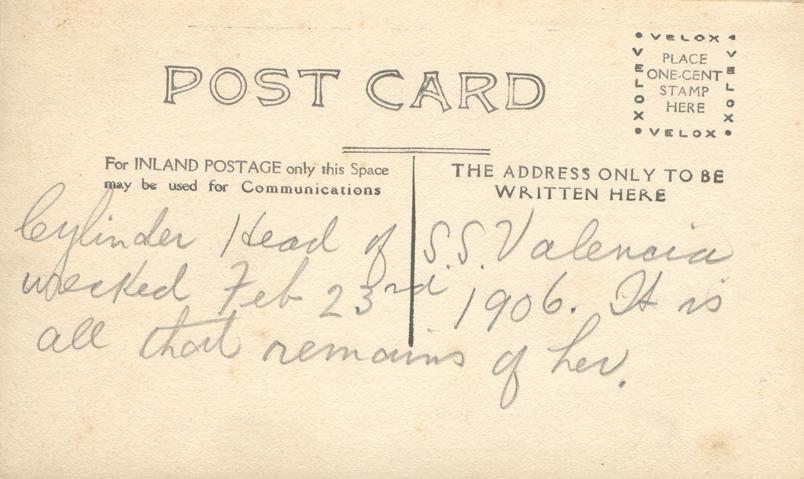 POST CARD
VELOX
VELOX
VELOX
VELOX
PLACE
ONE-CENT
STAMP
HERE
For INLAND POSTAGE only this Space
may be used for Communications
THE ADDRESS ONLY TO BE
WRITTEN HERE
Cylinder Head of S.S. Valencia
wrecked Feb 23rd 1906. It is
all that remains of her.